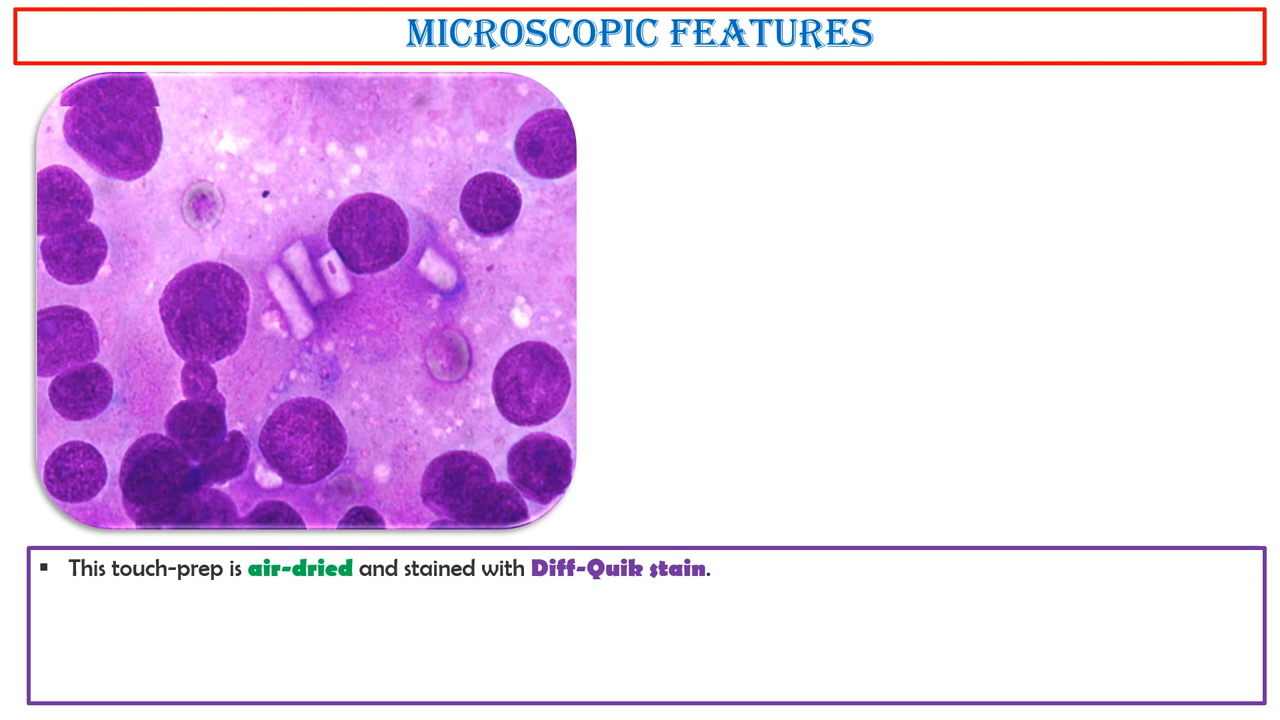 MICROSCOPIC FEATURES
▪ This touch-prep is air-dried and stained with Diff-Quik stain.